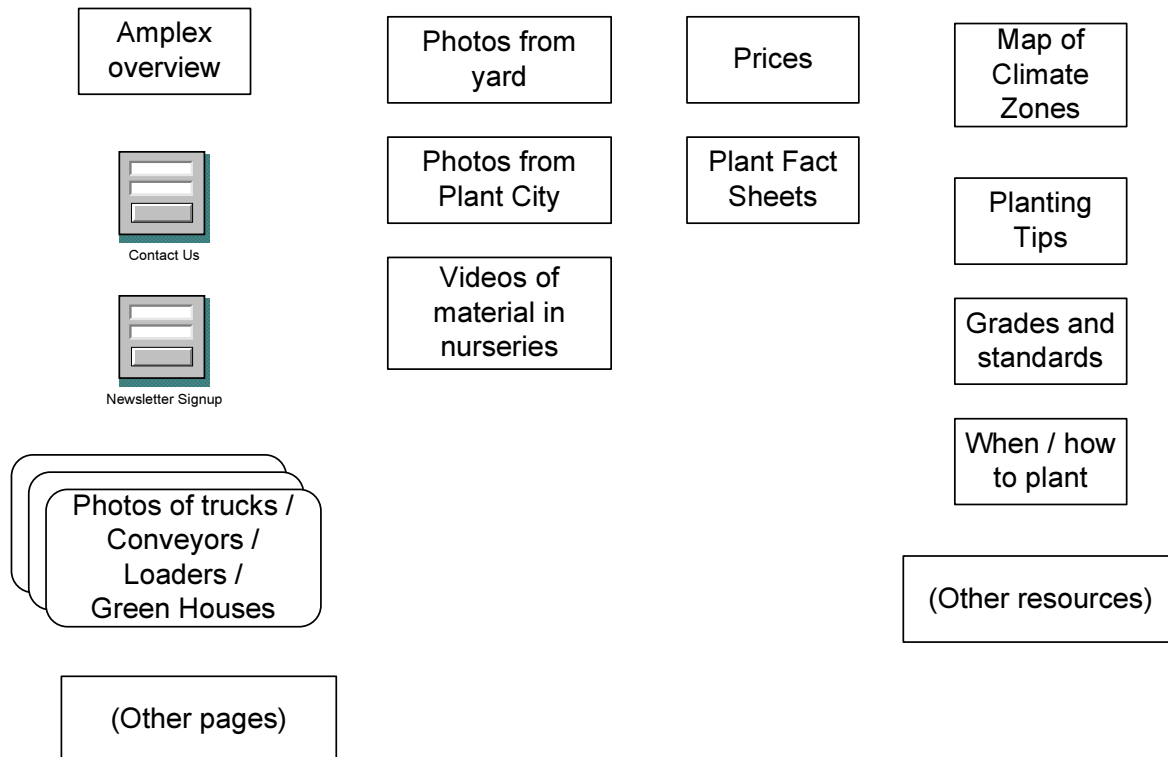 Amplex
overview
Contact Us
Newsletter Signup
Photos of trucks /
Conveyors /
Loaders /
Green Houses
(Other pages)
Photos from
yard
Photos from
Plant City
Videos of
material in
nurseries
Prices
Plant Fact
Sheets
Map of
Climate
Zones
Planting
Tips
Grades and
standards
When / how
to plant
(Other resources)